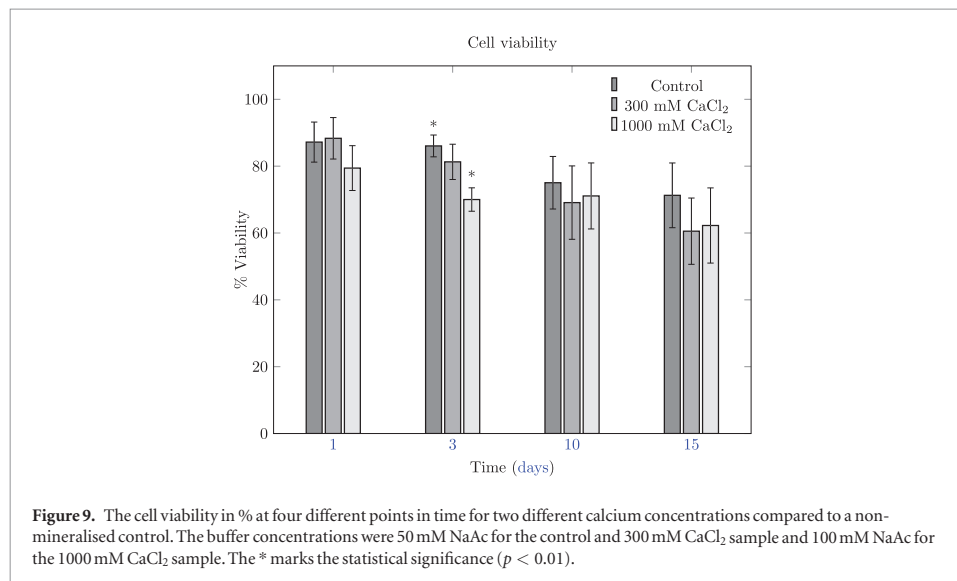 Cell viability
Control
300 mM CaCl₂
1000 mM CaCl₂
% Viability
100
80
60
40
20
0
*
*
1
3
10
15
Time (days)
Figure 9. The cell viability in % at four different points in time for two different calcium concentrations compared to a non-
mineralised control. The buffer concentrations were 50 mM NaAc for the control and 300 mM CaCl₂ sample and 100 mM NaAc for
the 1000 mM CaCl₂ sample. The * marks the statistical significance (p < 0.01).